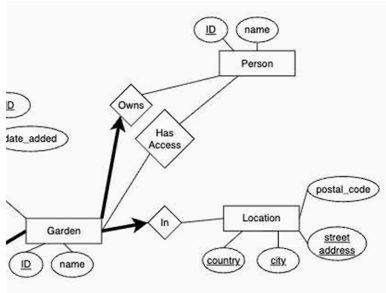 ID
name
Person
Owns
Has
Access
D
date_added
Garden
In
Location
postal_code
street
address
ID
name
country
city